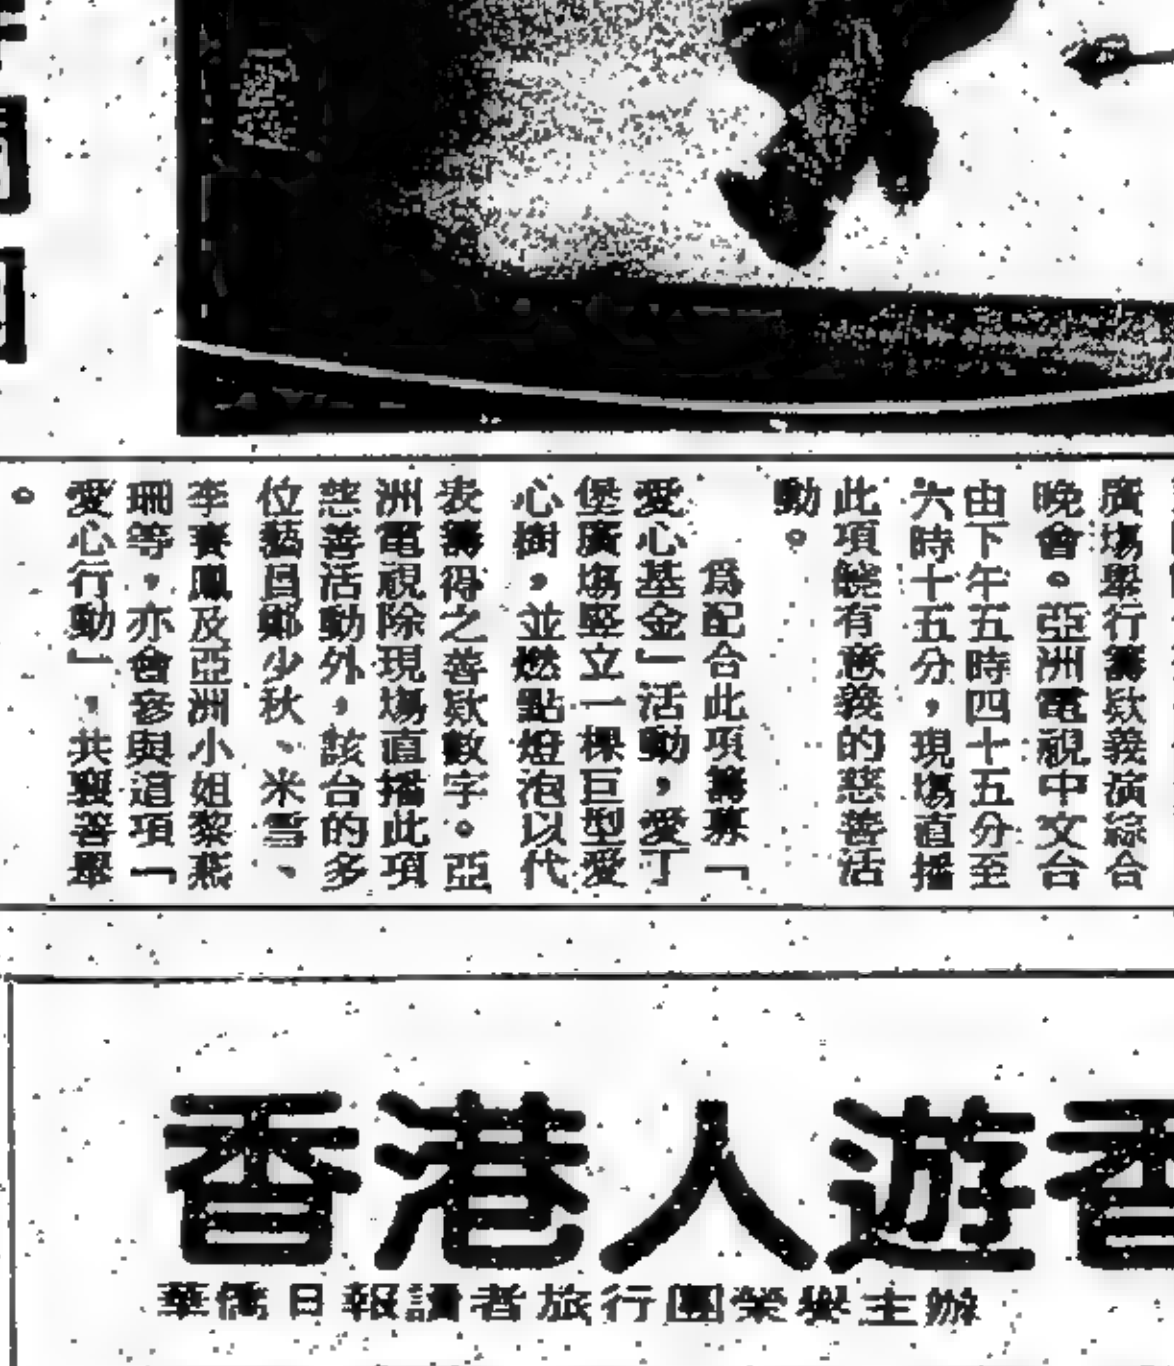 廣場舉行籌欵義演綜合
晚會。亞洲電視中文台
由下午五時四十五分至
六時十五分，現場直播
此項饒有意義的慈善活
動。
爲配合此項籌募「
愛心基金」活動，愛丁
堡廣場豎立一棵巨型愛
心樹，並燃點燈泡以代
表籌得之善欵數字。亞
洲電視除現場直播此項
慈善活動外，該台的多
位藝員鄭少秋、米雪、
李賽鳳及亞洲小姐黎燕
珊等，亦會參與這項「
愛心行動」，共襄善舉
。
香港人遊香
華僑日報讀者旅行團榮譽主辦